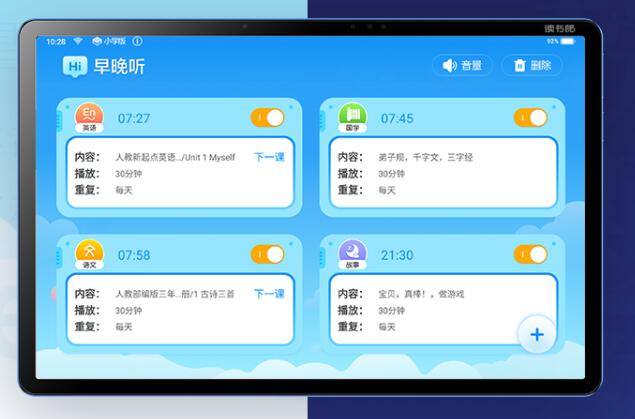 读书郎
10:28 小学版
92%
Hi 早晚听
音量 删除
En
英语
07:27
内容： 人教新起点英语.../Unit 1 Myself 下一课
播放： 30分钟
重复： 每天
国学
07:45
内容： 弟子规，千字文，三字经
播放： 30分钟
重复： 每天
文
语文
07:58
内容： 人教部编版三年...册/1 古诗三首 下一课
播放： 30分钟
重复： 每天
故事
21:30
内容： 宝贝，真棒！，做游戏
播放： 30分钟
重复： 每天